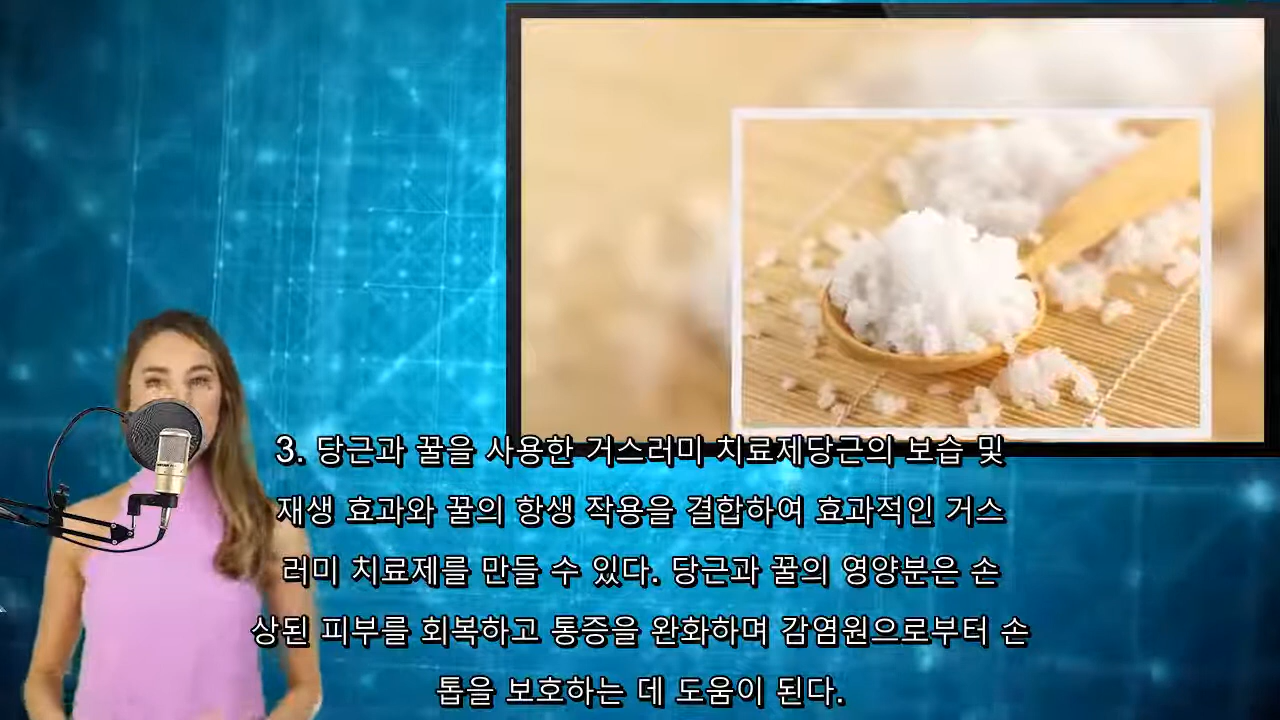 3. 당근과 꿀을 사용한 거스러미 치료제당근의 보습 및
재생 효과와 꿀의 항생 작용을 결합하여 효과적인 거스
러미 치료제를 만들 수 있다. 당근과 꿀의 영양분은 손
상된 피부를 회복하고 통증을 완화하며 감염원으로부터 손
톱을 보호하는 데 도움이 된다.